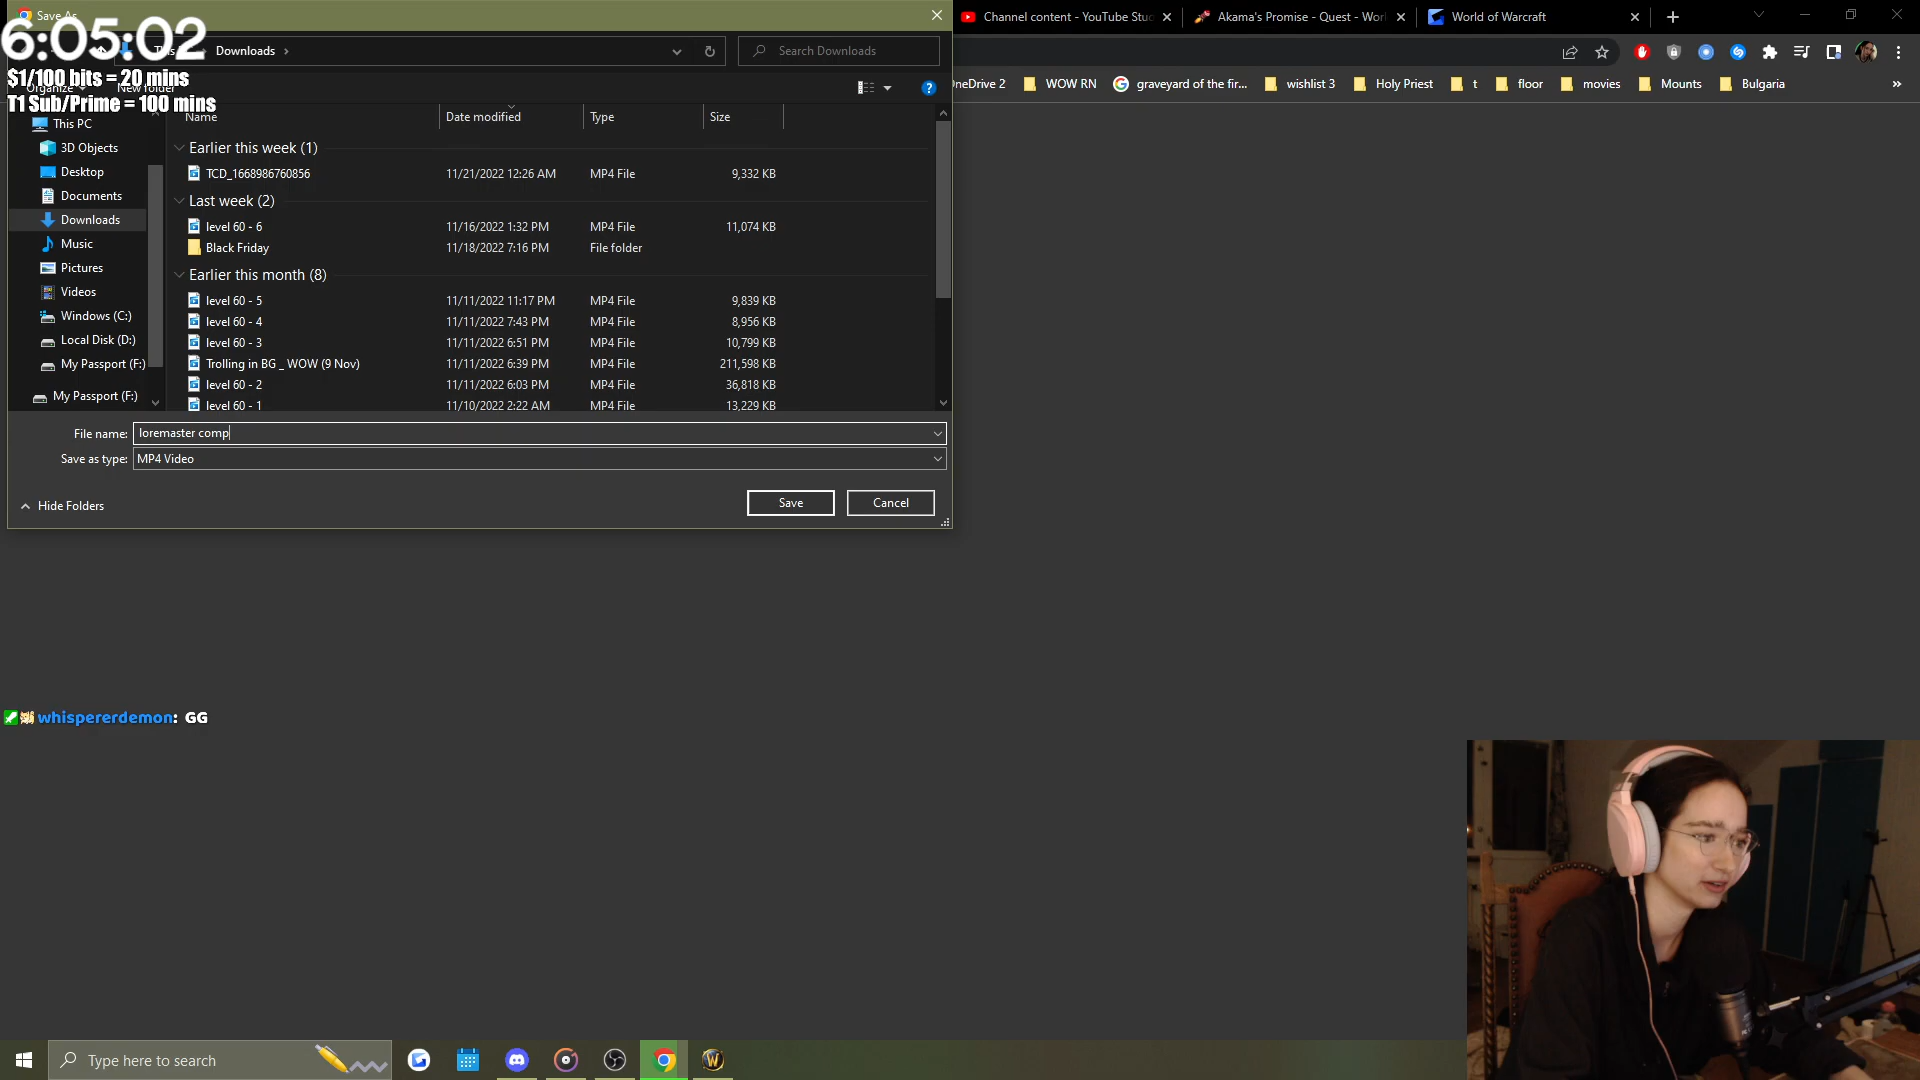 Save As
6:05:02
This
Downloads
Search Downloads
$1/100 bits = 20 mins
Organize
New folder
T1 Sub/Prime = 100 mins
Channel content - YouTube Stu
Akama's Promise - Quest - Wor
World of Warcraft
OneDrive 2
WOW RN
graveyard of the fir...
wishlist 3
Holy Priest
t
floor
movies
Mounts
Bulgaria
»
This PC
3D Objects
Desktop
Documents
Downloads
Music
Pictures
Videos
Windows (C:)
Local Disk (D:)
My Passport (F:)
My Passport (F:)
Name Date modified Type Size
Earlier this week (1)
TCD_1668986760856 11/21/2022 12:26 AM MP4 File 9,332 KB
Last week (2)
level 60 - 6 11/16/2022 1:32 PM MP4 File 11,074 KB
Black Friday 11/18/2022 7:16 PM File folder
Earlier this month (8)
level 60 - 5 11/11/2022 11:17 PM MP4 File 9,839 KB
level 60 - 4 11/11/2022 7:43 PM MP4 File 8,956 KB
level 60 - 3 11/11/2022 6:51 PM MP4 File 10,799 KB
Trolling in BG _ WOW (9 Nov) 11/11/2022 6:39 PM MP4 File 211,598 KB
level 60 - 2 11/11/2022 6:03 PM MP4 File 36,818 KB
level 60 - 1 11/10/2022 2:22 AM MP4 File 13,229 KB
File name: loremaster comp
Save as type: MP4 Video
Hide Folders
Save
Cancel
whispererdemon: GG
Type here to search